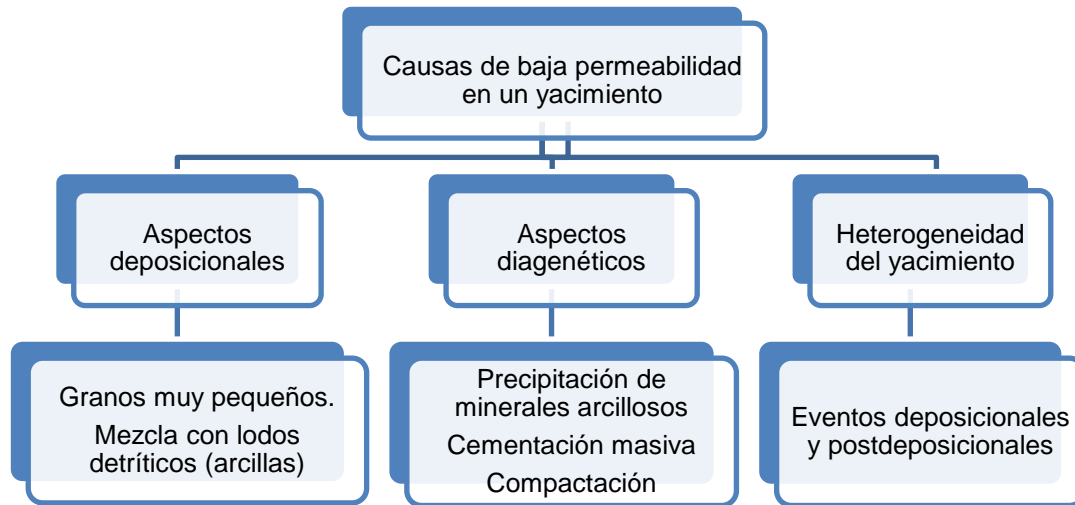 Causas de baja permeabilidad
en un yacimiento
Aspectos
deposicionales
Aspectos
diagenéticos
Heterogeneidad
del yacimiento
Granos muy pequeños.
Mezcla con lodos
detríticos (arcillas)
Precipitación de
minerales arcillosos
Cementación masiva
Compactación
Eventos deposicionales
y postdeposicionales